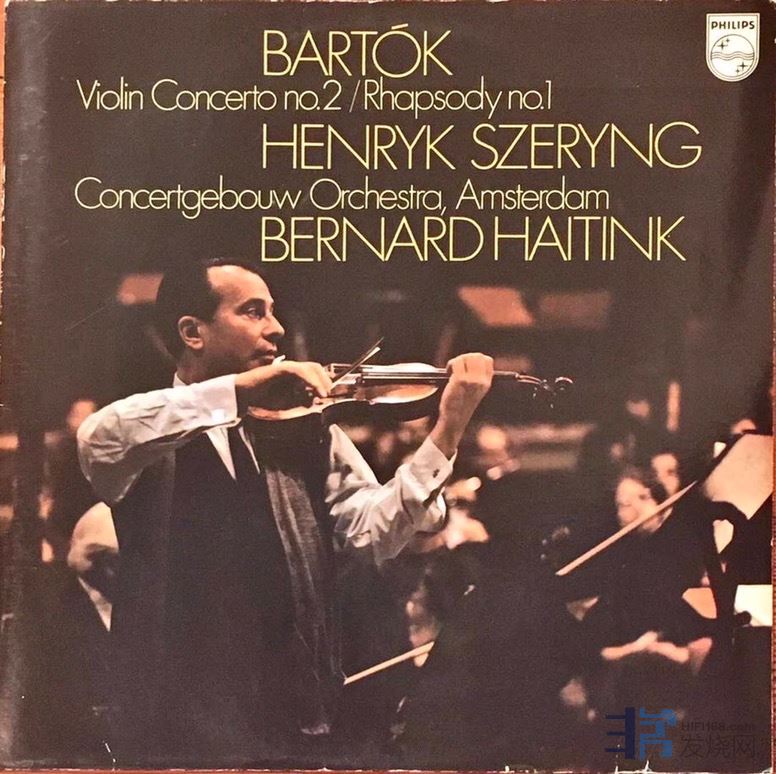 PHILIPS
BARTÓK
Violin Concerto no.2 / Rhapsody no.1
HENRYK SZERYNG
Concertgebouw Orchestra, Amsterdam
BERNARD HAITINK
HIFI168.com
发烧网